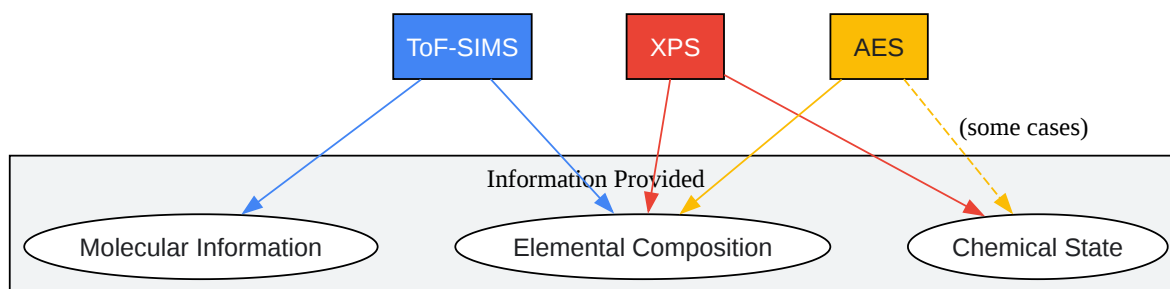 ToF-SIMS
XPS
AES
(some cases)
Information Provided
Molecular Information
Elemental Composition
Chemical State